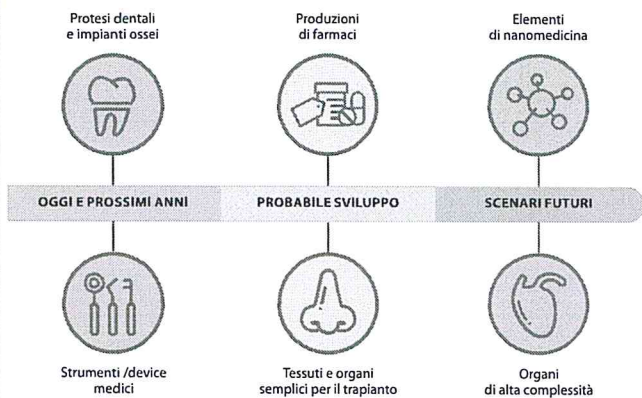 Protesi dentali
e impianti ossei
Produzioni
di farmaci
Elementi
di nanomedicina
OGGI E PROSSIMI ANNI
PROBABILE SVILUPPO
SCENARI FUTURI
Strumenti /device
medici
Tessuti e organi
semplici per il trapianto
Organi
di alta complessità